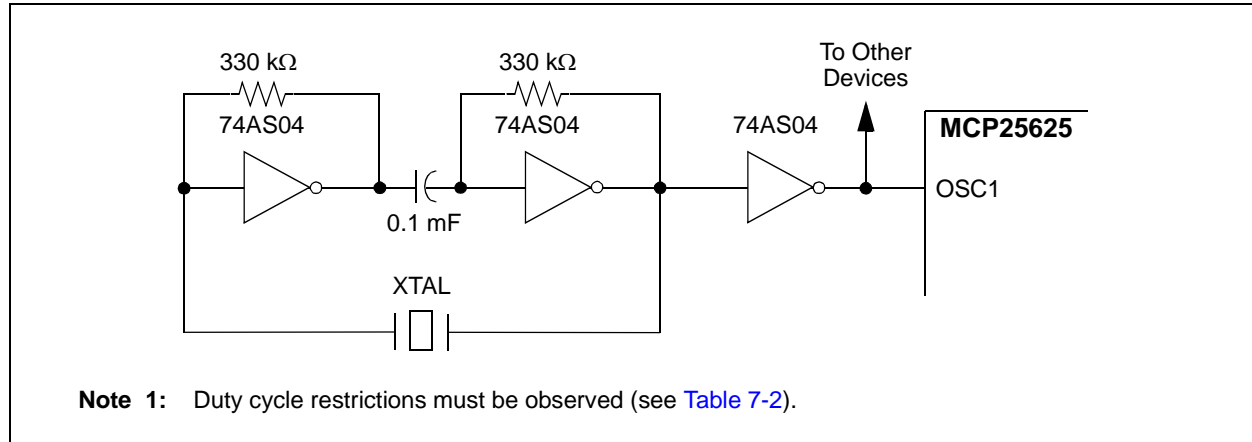 330 kΩ
330 kΩ
To Other
Devices
74AS04
74AS04
74AS04
MCP25625
OSC1
0.1 mF
XTAL
Note 1: Duty cycle restrictions must be observed (see Table 7-2).